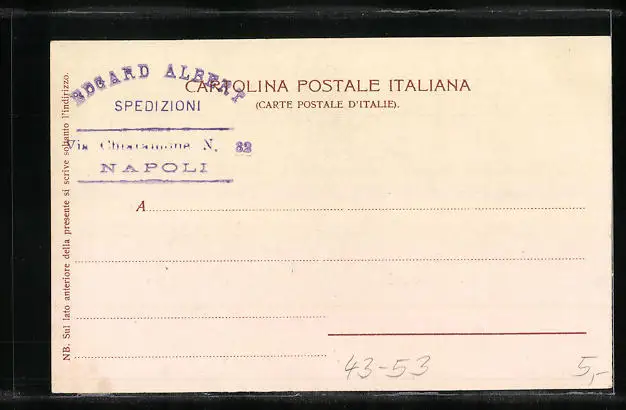 EDGARD ALBERT
SPEDIZIONI
Via N. 32
NAPOLI
CARTOLINA POSTALE ITALIANA
(CARTE POSTALE D'ITALIE).
A
NB. Sul lato anteriore della presente si scrive soltanto l'indirizzo.
43-53
5,-